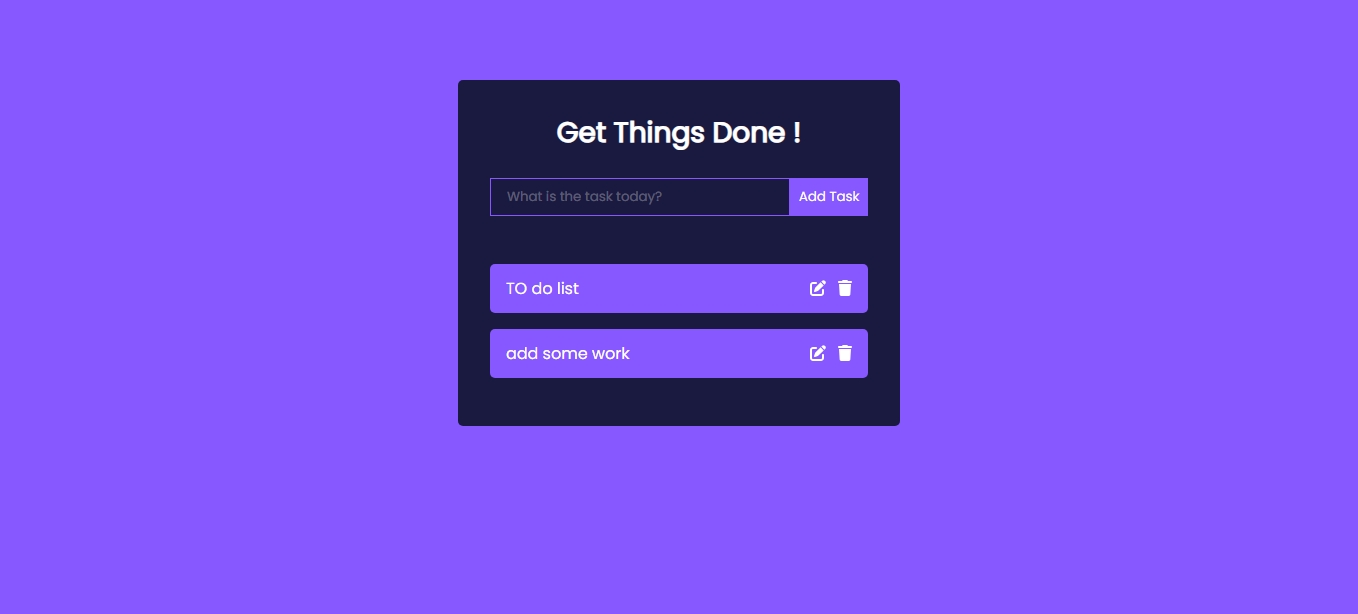 Get Things Done !
What is the task today?
Add Task
TO do list
add some work